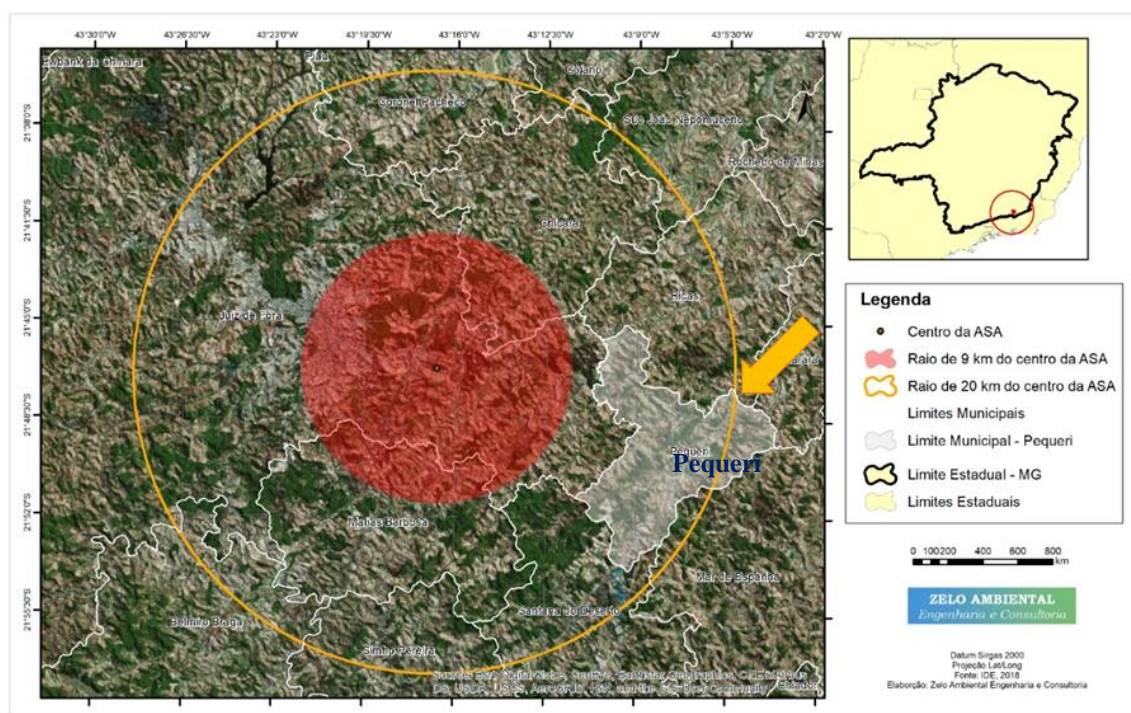 43°30'0"W 43°26'30"W 43°23'0"W 43°19'30"W 43°16'0"W 43°12'30"W 43°9'0"W 43°5'30"W 43°2'0"W
21°38'0"S
21°41'30"S
21°45'0"S
21°48'30"S
21°52'0"S
21°55'30"S
Ewbank da Câmara
Piau
Goianá
Coronel Pacheco
São João Nepomuceno
Rochedo de Minas
Chácara
Bicas
Juiz de Fora
Pequeri
Pequeri
Matias Barbosa
Mar de Espanha
Santana do Deserto
Belmiro Braga
Simão Pereira
Legenda
Centro da ASA
Raio de 9 km do centro da ASA
Raio de 20 km do centro da ASA
Limites Municipais
Limite Municipal - Pequeri
Limite Estadual - MG
Limites Estaduais
0 100200 400 600 800
km
ZELO AMBIENTAL
Engenharia e Consultoria
Datum Sirgas 2000
Projeção Lat/Long
Fonte: IDE, 2018
Elaboração: Zelo Ambiental Engenharia e Consultoria